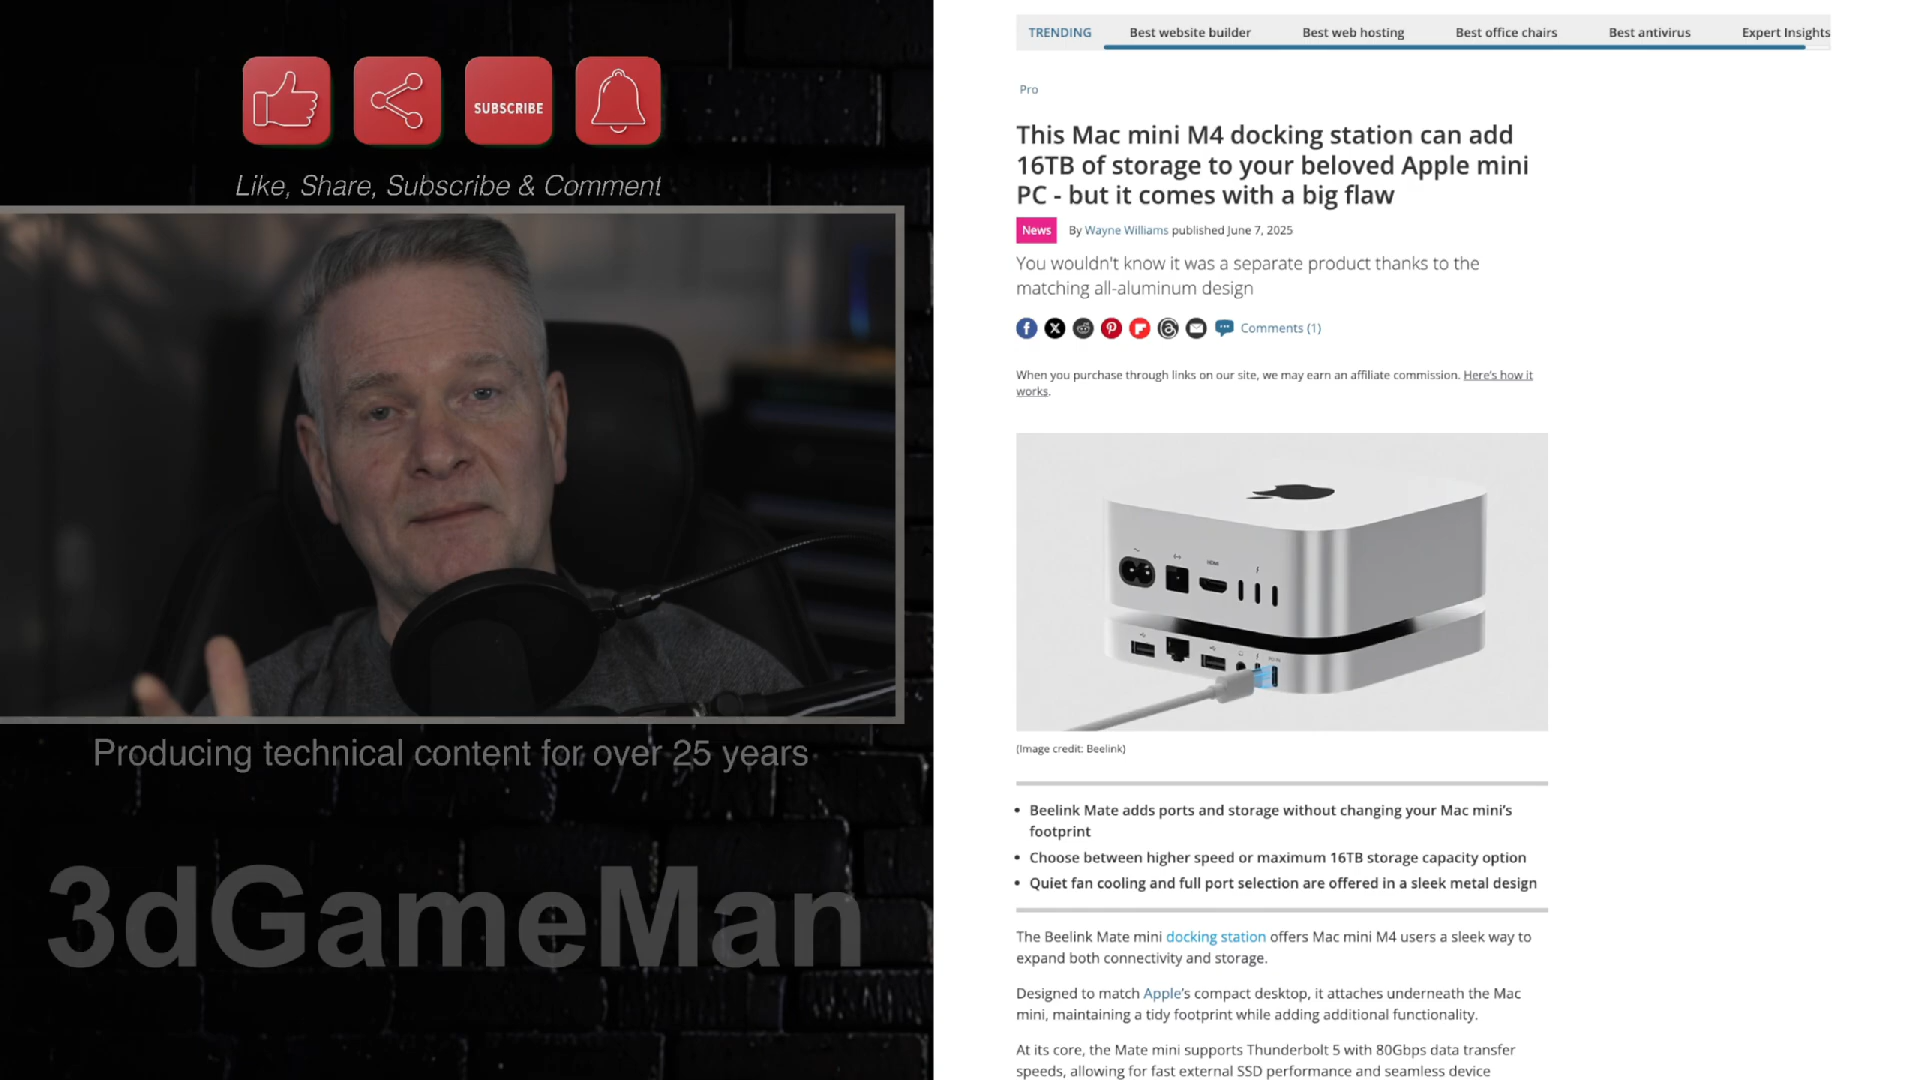 SUBSCRIBE
Like, Share, Subscribe & Comment
Producing technical content for over 25 years
3dGameMan
TRENDING Best website builder Best web hosting Best office chairs Best antivirus Expert Insights
Pro
This Mac mini M4 docking station can add
16TB of storage to your beloved Apple mini
PC - but it comes with a big flaw
News By Wayne Williams published June 7, 2025
You wouldn't know it was a separate product thanks to the
matching all-aluminum design
Comments (1)
When you purchase through links on our site, we may earn an affiliate commission. Here's how it
works.
HDMI
(Image credit: Beelink)
• Beelink Mate adds ports and storage without changing your Mac mini's
footprint
• Choose between higher speed or maximum 16TB storage capacity option
• Quiet fan cooling and full port selection are offered in a sleek metal design
The Beelink Mate mini docking station offers Mac mini M4 users a sleek way to
expand both connectivity and storage.
Designed to match Apple's compact desktop, it attaches underneath the Mac
mini, maintaining a tidy footprint while adding additional functionality.
At its core, the Mate mini supports Thunderbolt 5 with 80Gbps data transfer
speeds, allowing for fast external SSD performance and seamless device